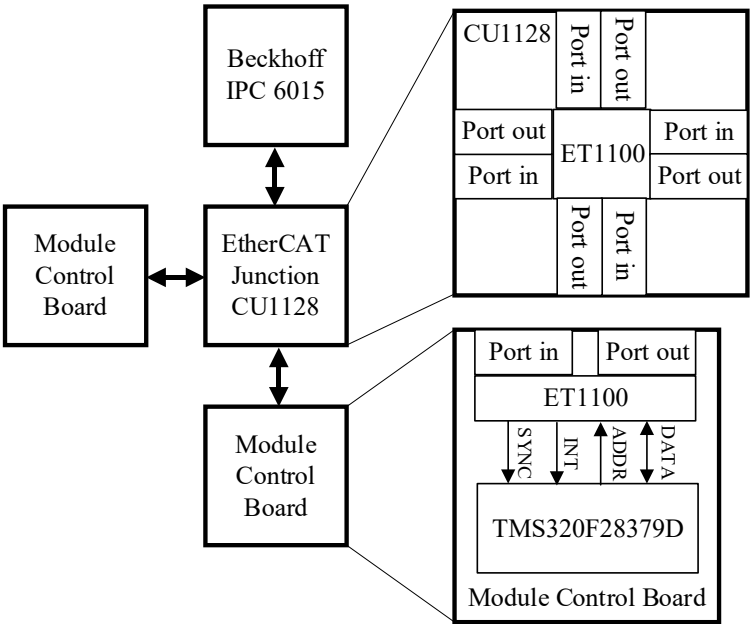 Beckhoff
IPC 6015
Module
Control
Board
EtherCAT
Junction
CU1128
Module
Control
Board
CU1128
Port in
Port out
Port out
Port in
ET1100
Port in
Port out
Port out
Port in
Port in
Port out
ET1100
SYNC
INT
ADDR
DATA
TMS320F28379D
Module Control Board